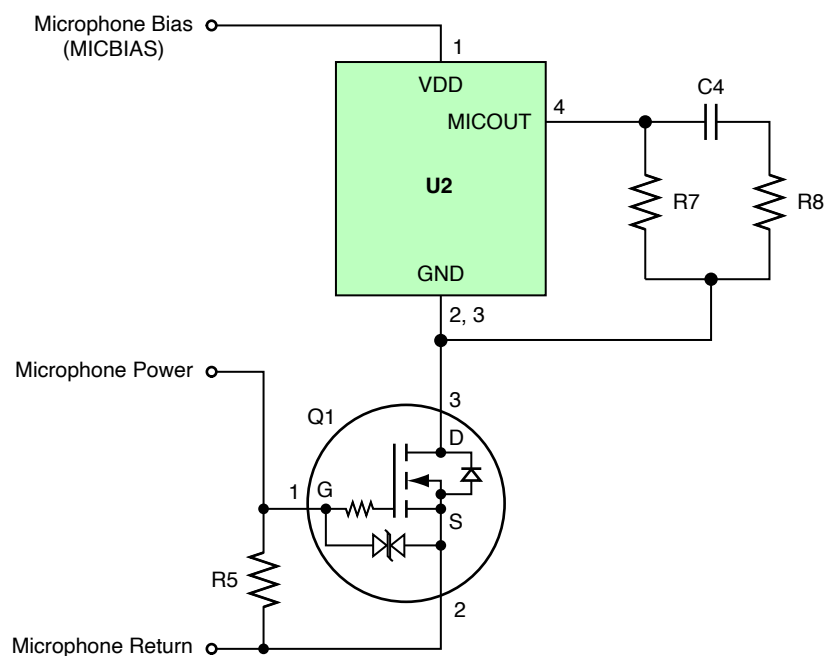 Microphone Bias
(MICBIAS)
1
VDD
C4
MICOUT
4
U2
R7
R8
GND
2, 3
Microphone Power
3
Q1
D
1
G
S
R5
2
Microphone Return